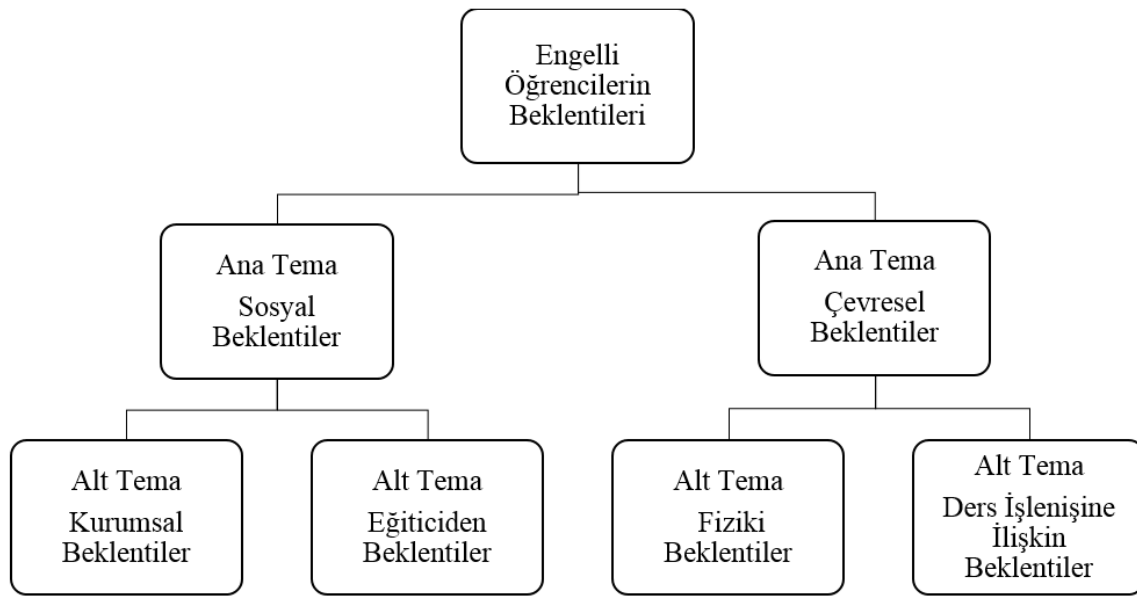 Engelli
Öğrencilerin
Beklentileri
Ana Tema
Sosyal
Beklentiler
Ana Tema
Çevresel
Beklentiler
Alt Tema
Kurumsal
Beklentiler
Alt Tema
Eğiticiden
Beklentiler
Alt Tema
Fiziki
Beklentiler
Alt Tema
Ders İşlenişine
İlişkin
Beklentiler